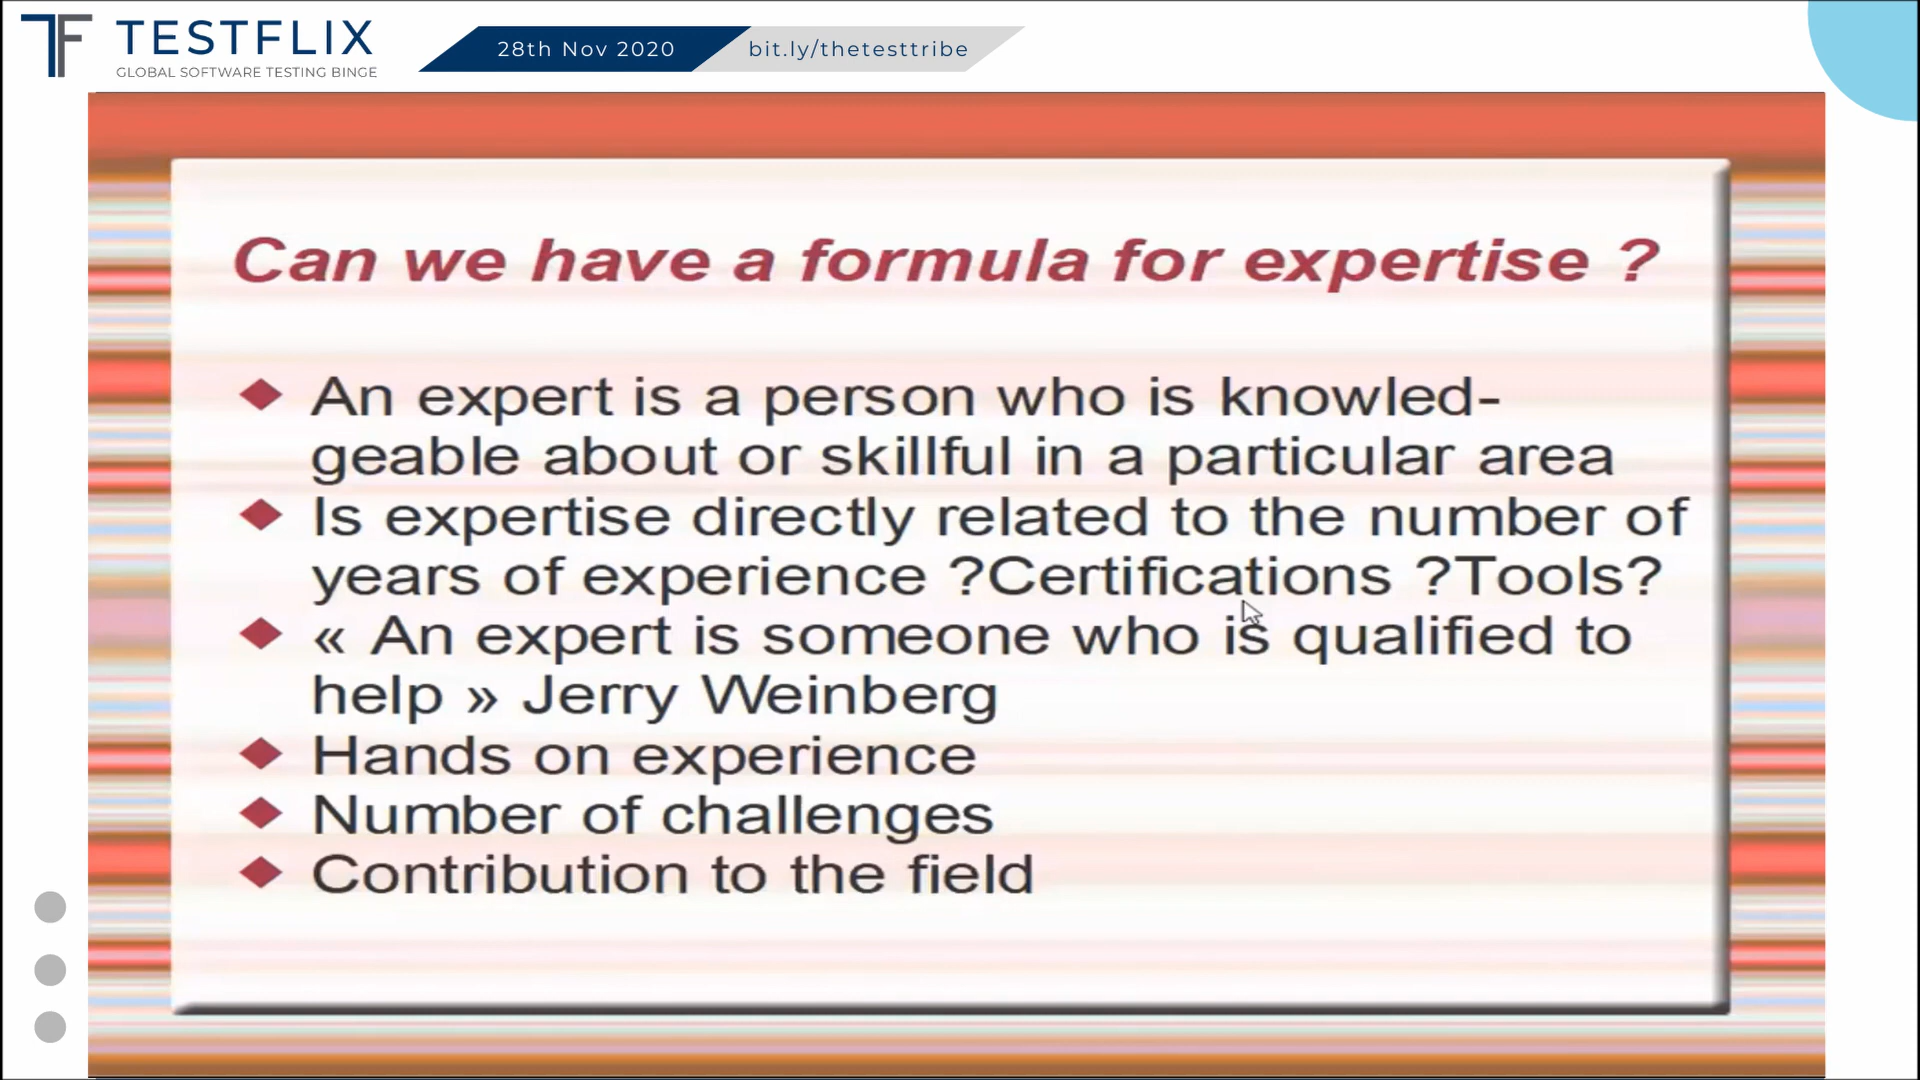 TF TESTFLIX
GLOBAL SOFTWARE TESTING BINGE
28th Nov 2020
bit.ly/thetesttribe
Can we have a formula for expertise ?
An expert is a person who is knowled-
geable about or skillful in a particular area
Is expertise directly related to the number of
years of experience ?Certifications ?Tools?
« An expert is someone who is qualified to
help » Jerry Weinberg
Hands on experience
Number of challenges
Contribution to the field